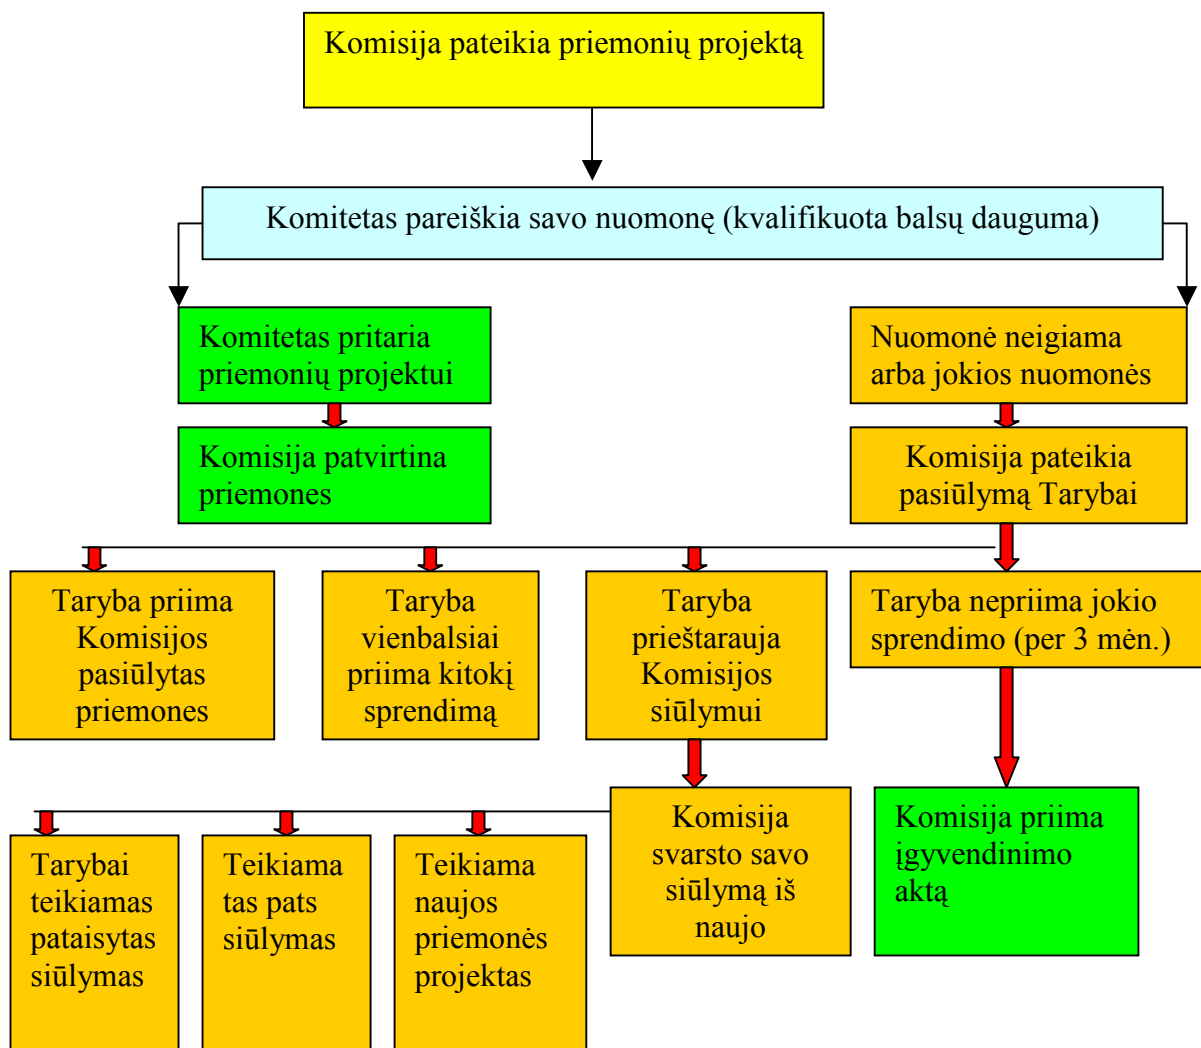 Komisija pateikia priemonių projektą
Komitetas pareiškia savo nuomonę (kvalifikuota balsų dauguma)
Komitetas pritaria
priemonių projektui
Nuomonė neigiama
arba jokios nuomonės
Komisija patvirtina
priemones
Komisija pateikia
pasiūlymą Tarybai
Taryba priima
Komisijos
pasiūlytas
priemones
Taryba
vienbalsiai
priima kitokį
sprendimą
Taryba
prieštarauja
Komisijos
siūlymui
Taryba nepriima jokio
sprendimo (per 3 mėn.)
Tarybai
teikiamas
pataisytas
siūlymas
Teikiama
tas pats
siūlymas
Teikiama
naujos
priemonės
projektas
Komisija
svarsto savo
siūlymą iš
naujo
Komisija priima
įgyvendinimo
aktą